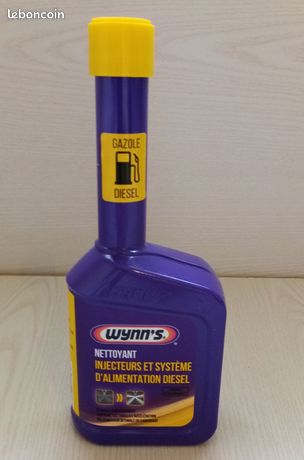 leboncoin
GAZOLE
DIESEL
WYNN'S
NETTOYANT
INJECTEURS ET SYSTÈME
D'ALIMENTATION DIESEL